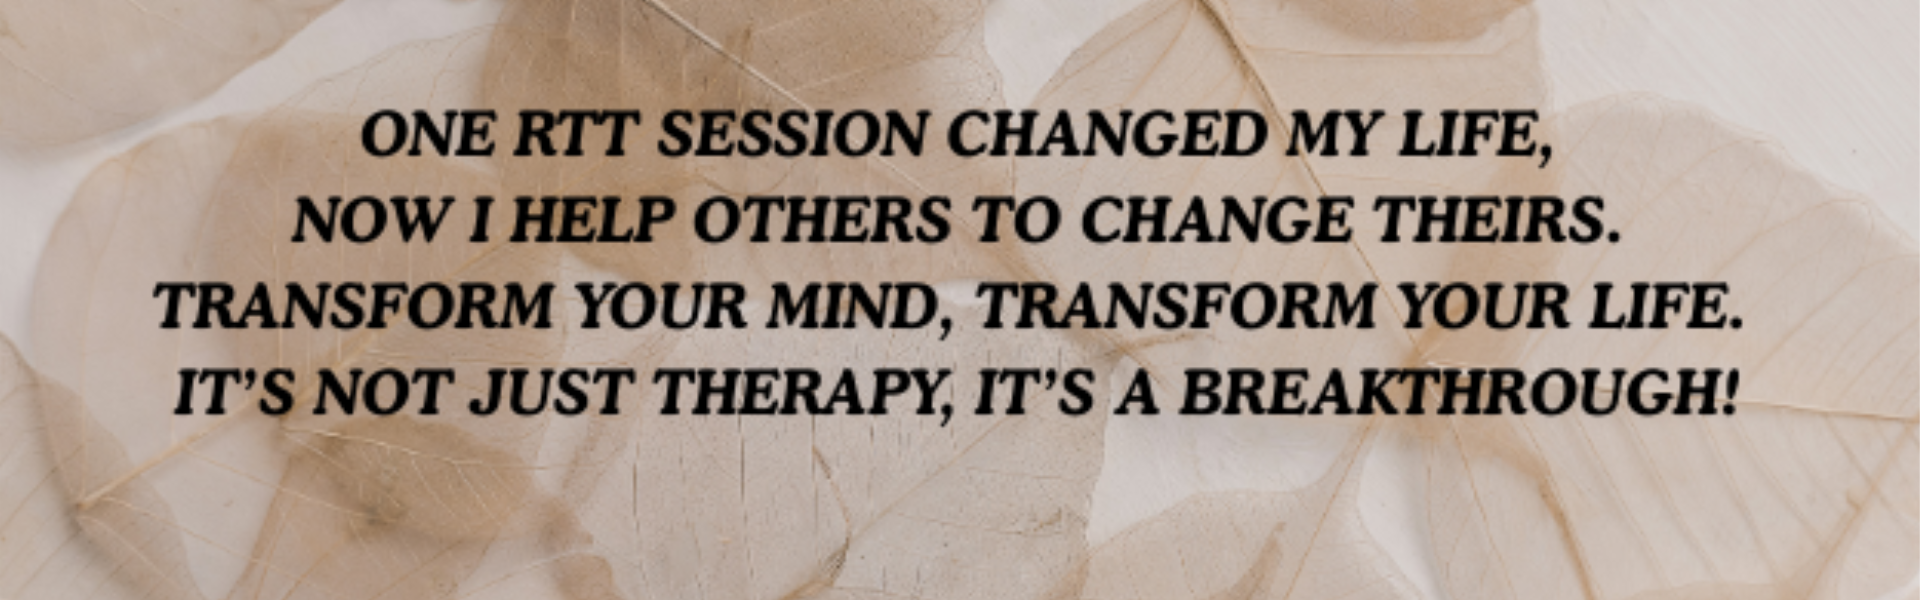 ONE RTT SESSION CHANGED MY LIFE,
NOW I HELP OTHERS TO CHANGE THEIRS.
TRANSFORM YOUR MIND, TRANSFORM YOUR LIFE.
IT’S NOT JUST THERAPY, IT’S A BREAKTHROUGH!